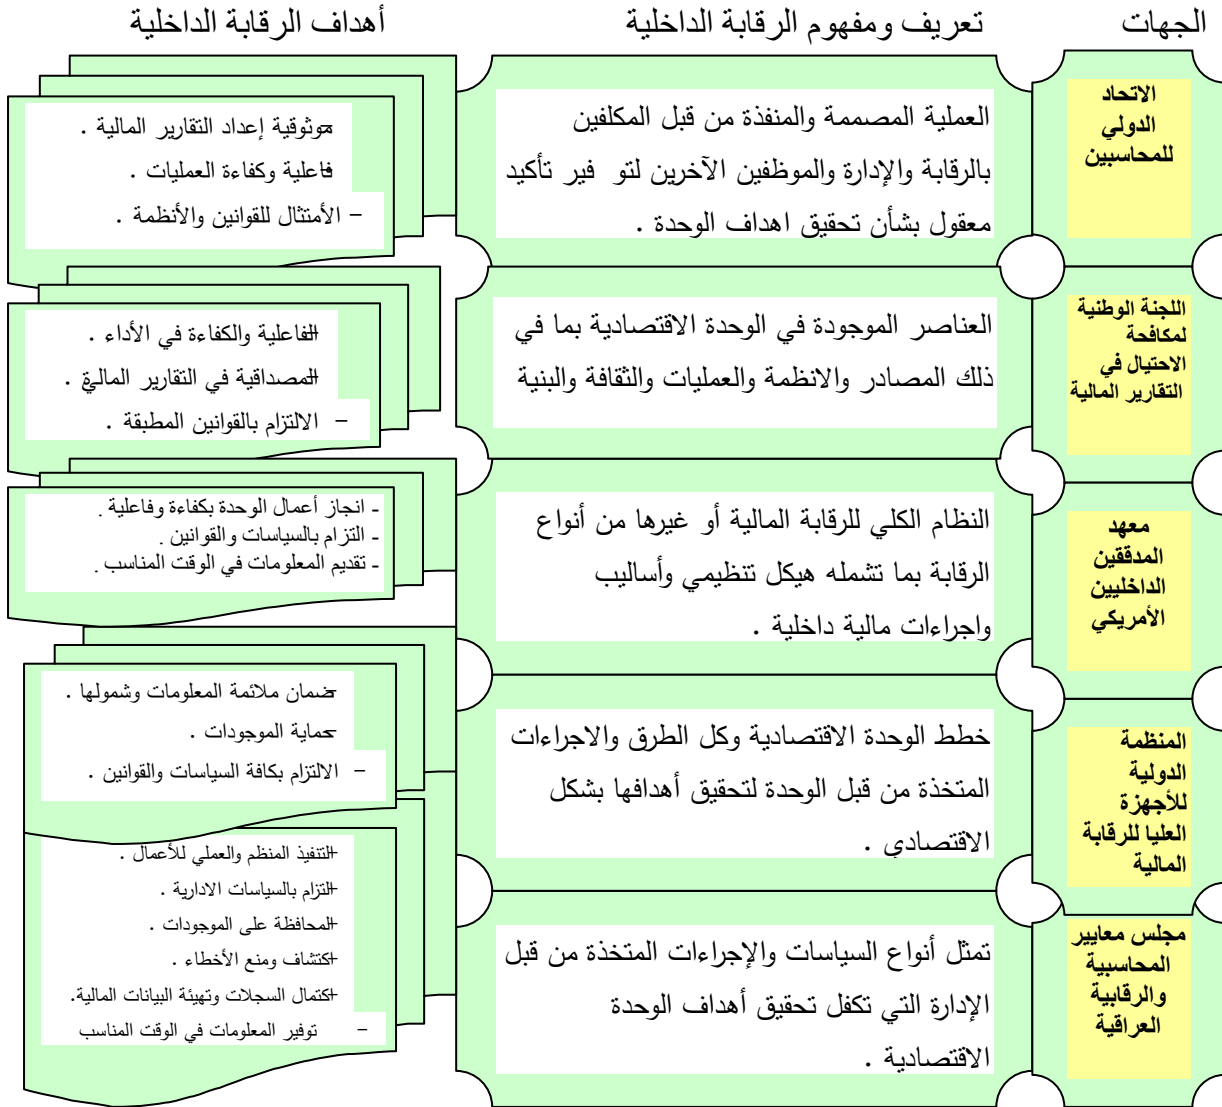 الجهات
تعريف ومفهوم الرقابة الداخلية
أهداف الرقابة الداخلية
الاتحاد
الدولي
للمحاسبين
العملية المصممة والمنفذة من قبل المكلفين
بالرقابة والإدارة والموظفين الآخرين لتو فير تأكيد
معقول بشأن تحقيق اهداف الوحدة .
موثوقية إعداد التقارير المالية .
فاعلية وكفاءة العمليات .
– الأمتثال للقوانين والأنظمة .
اللجنة الوطنية
لمكافحة
الاحتيال في
التقارير المالية
العناصر الموجودة في الوحدة الاقتصادية بما في
ذلك المصادر والانظمة والعمليات والثقافة والبنية
الفاعلية والكفاءة في الأداء .
المصداقية في التقارير المالية .
– الالتزام بالقوانين المطبقة .
معهد
المدققين
الداخليين
الأمريكي
النظام الكلي للرقابة المالية أو غيرها من أنواع
الرقابة بما تشمله هيكل تنظيمي وأساليب
واجراءات مالية داخلية .
- انجاز أعمال الوحدة بكفاءة وفاعلية .
- التزام بالسياسات والقوانين .
- تقديم المعلومات في الوقت المناسب .
المنظمة
الدولية
للأجهزة
العليا للرقابة
المالية
خطط الوحدة الاقتصادية وكل الطرق والاجراءات
المتخذة من قبل الوحدة لتحقيق أهدافها بشكل
الاقتصادي .
ضمان ملائمة المعلومات وشمولها .
حماية الموجودات .
– الالتزام بكافة السياسات والقوانين .
مجلس معايير
المحاسبية
والرقابية
العراقية
تمثل أنواع السياسات والإجراءات المتخذة من قبل
الإدارة التي تكفل تحقيق أهداف الوحدة
الاقتصادية .
التنفيذ المنظم والعملي للأعمال .
التزام بالسياسات الادارية .
المحافظة على الموجودات .
اكتشاف ومنع الأخطاء .
اكتمال السجلات وتهيئة البيانات المالية.
– توفير المعلومات في الوقت المناسب